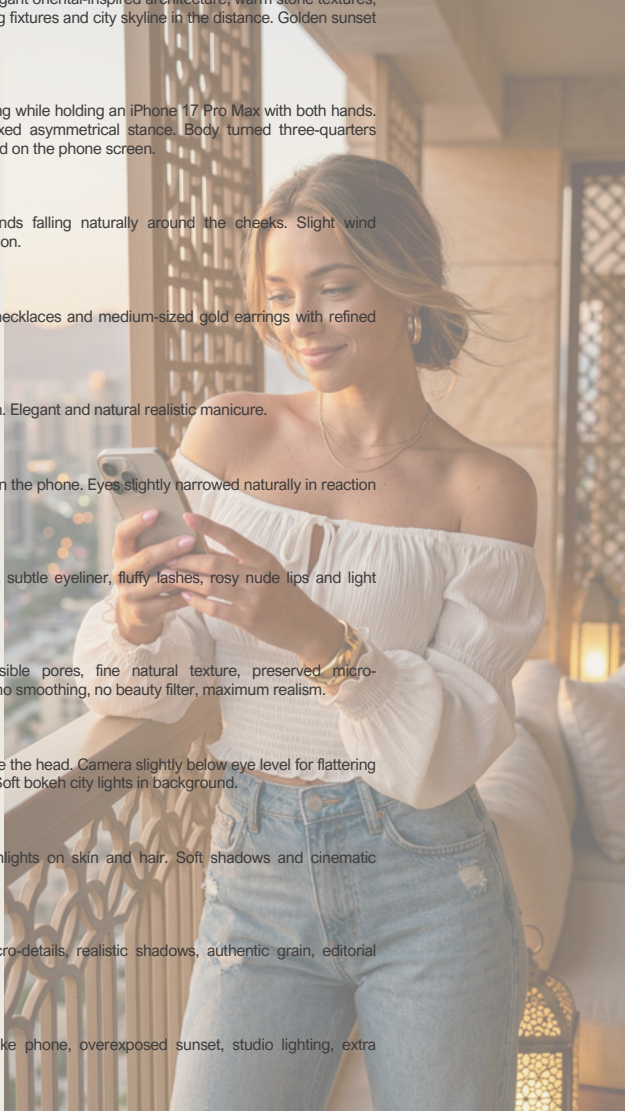 gant oriental-inspired architecture, warm stone textures,
g fixtures and city skyline in the distance. Golden sunset
ng while holding an iPhone 17 Pro Max with both hands.
xed asymmetrical stance. Body turned three-quarters
d on the phone screen.
nds falling naturally around the cheeks. Slight wind
on.
necklaces and medium-sized gold earrings with refined
. Elegant and natural realistic manicure.
n the phone. Eyes slightly narrowed naturally in reaction
, subtle eyeliner, fluffy lashes, rosy nude lips and light
sible pores, fine natural texture, preserved micro-
no smoothing, no beauty filter, maximum realism.
e the head. Camera slightly below eye level for flattering
Soft bokeh city lights in background.
hlights on skin and hair. Soft shadows and cinematic
cro-details, realistic shadows, authentic grain, editorial
ke phone, overexposed sunset, studio lighting, extra